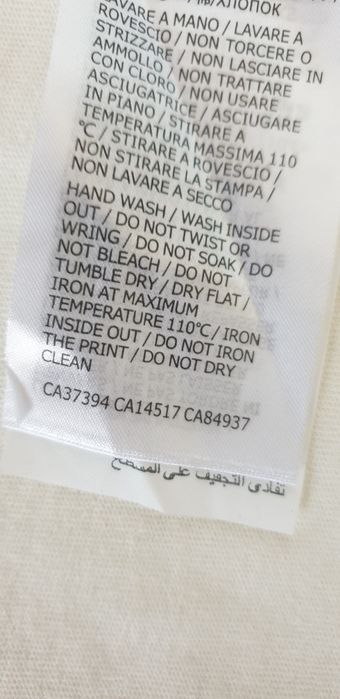 /ХЛОПОК
LAVARE A MANO / LAVARE A
ROVESCIO / NON TORCERE O
STRIZZARE / NON LASCIARE IN
AMMOLLO / NON TRATTARE
CON CLORO / NON USARE
ASCIUGATRICE / ASCIUGARE
IN PIANO / STIRARE A
TEMPERATURA MASSIMA 110
°C / STIRARE A ROVESCIO /
NON STIRARE LA STAMPA /
NON LAVARE A SECCO
HAND WASH / WASH INSIDE
OUT / DO NOT TWIST OR
WRING / DO NOT SOAK / DO
NOT BLEACH / DO NOT
TUMBLE DRY / DRY FLAT /
IRON AT MAXIMUM
TEMPERATURE 110°C / IRON
INSIDE OUT / DO NOT IRON
THE PRINT / DO NOT DRY
CLEAN
CA37394 CA14517 CA84937
تفادى التجفيف على المسطح